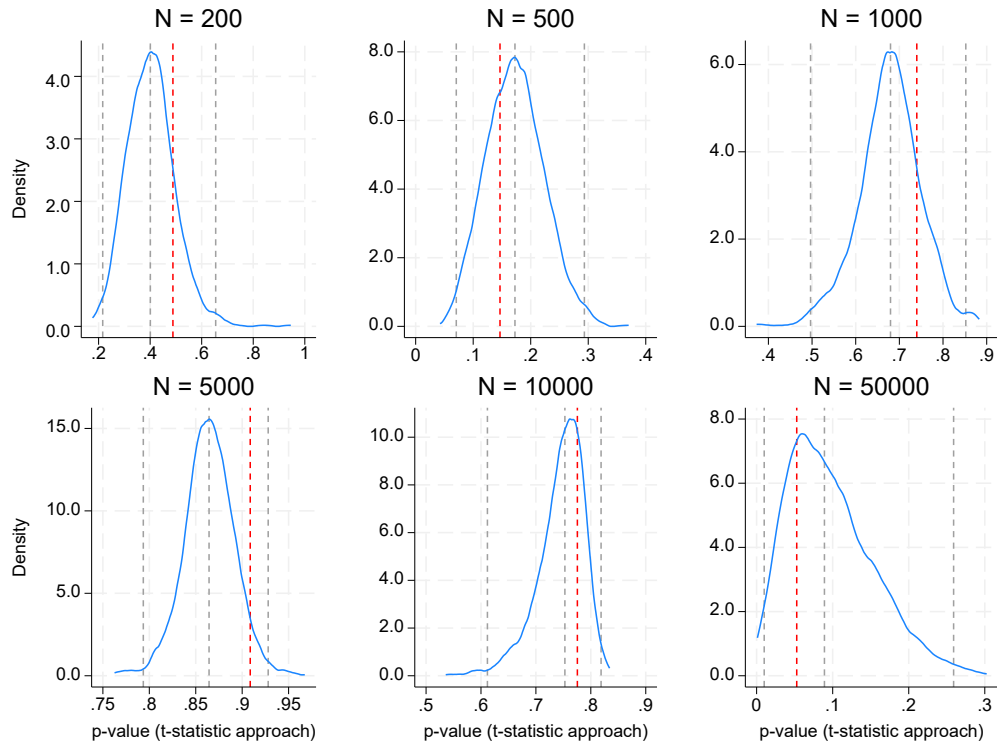 N = 200
N = 500
N = 1000
Density
4.0
3.0
2.0
1.0
0.0
.2 .4 .6 .8 1
8.0
6.0
4.0
2.0
0.0
0 .1 .2 .3 .4
6.0
4.0
2.0
0.0
.4 .5 .6 .7 .8 .9
N = 5000
N = 10000
N = 50000
Density
15.0
10.0
5.0
0.0
.75 .8 .85 .9 .95
p-value (t-statistic approach)
10.0
8.0
6.0
4.0
2.0
0.0
.5 .6 .7 .8 .9
p-value (t-statistic approach)
8.0
6.0
4.0
2.0
0.0
0 .1 .2 .3
p-value (t-statistic approach)